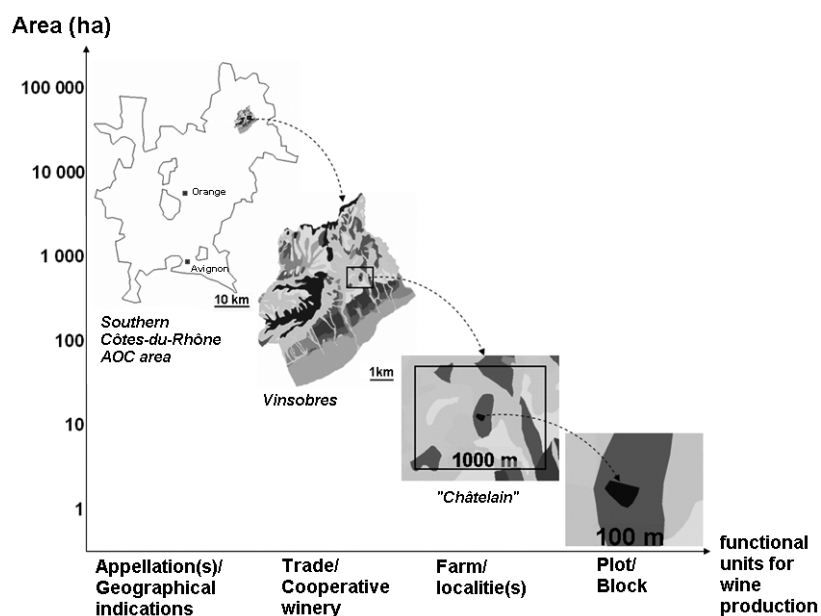 Area (ha)
100 000
10 000
1 000
100
10
1
Orange
Avignon
10 km
Southern
Côtes-du-Rhône
AOC area
1km
Vinsobres
1000 m
"Châtelain"
100 m
Appellation(s)/
Geographical
indications
Trade/
Cooperative
winery
Farm/
localitie(s)
Plot/
Block
functional
units for
wine
production